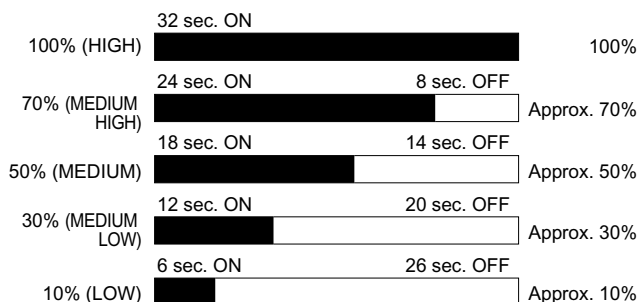 32 sec. ON
100% (HIGH) 100%
24 sec. ON 8 sec. OFF
70% (MEDIUM
HIGH) Approx. 70%
18 sec. ON 14 sec. OFF
50% (MEDIUM) Approx. 50%
12 sec. ON 20 sec. OFF
30% (MEDIUM
LOW) Approx. 30%
6 sec. ON 26 sec. OFF
10% (LOW) Approx. 10%